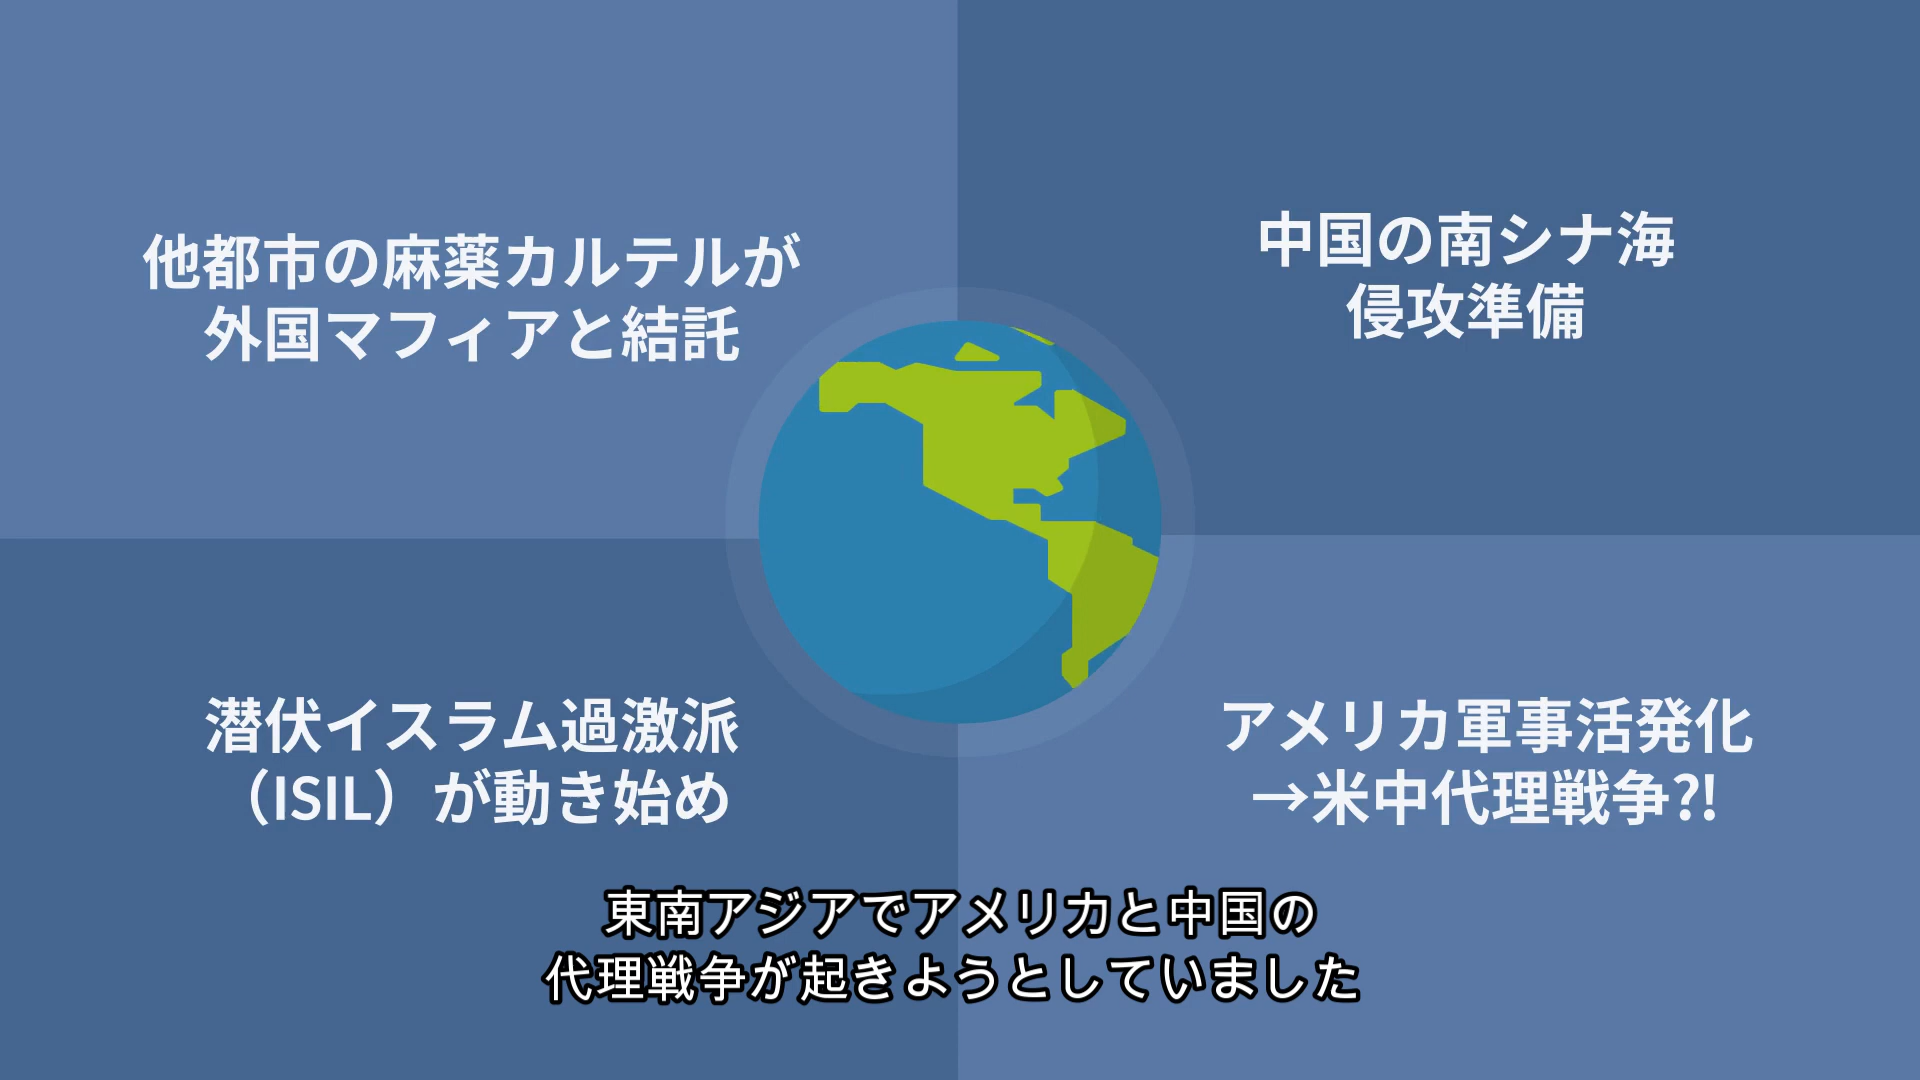 他都市の麻薬カルテルが
外国マフィアと結託
中国の南シナ海
侵攻準備
潜伏イスラム過激派
（ISIL）が動き始め
アメリカ軍事活発化
→米中代理戦争?!
東南アジアでアメリカと中国の
代理戦争が起きようとしていました